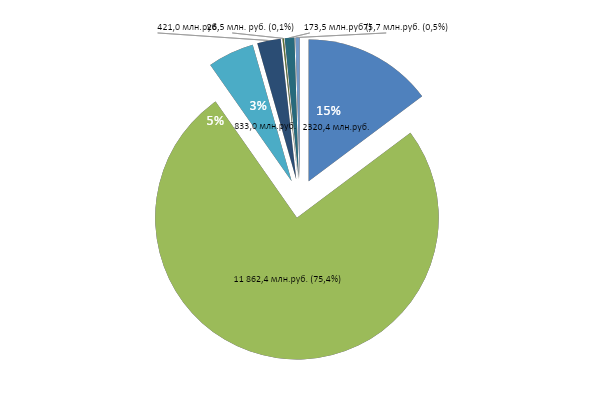 421,0 млн.руб.
26,5 млн. руб. (0,1%)
173,5 млн.руб.
75,7 млн.руб. (0,5%)
3%
15%
5%
833,0 млн.руб.
2320,4 млн.руб.
11 862,4 млн.руб. (75,4%)